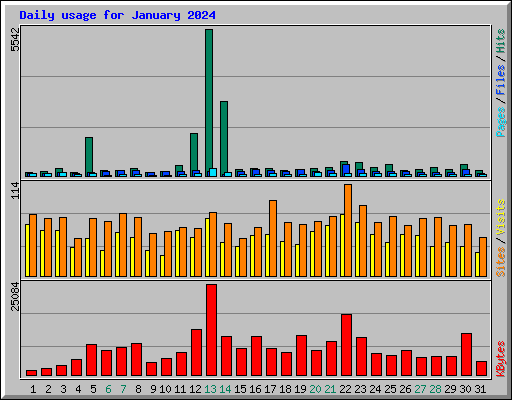 Daily usage for January 2024
5542
Pages / Files / Hits
114
Sites / Visits
25084
KBytes
1 2 3 4 5 6 7 8 9 10 11 12 13 14 15 16 17 18 19 20 21 22 23 24 25 26 27 28 29 30 31